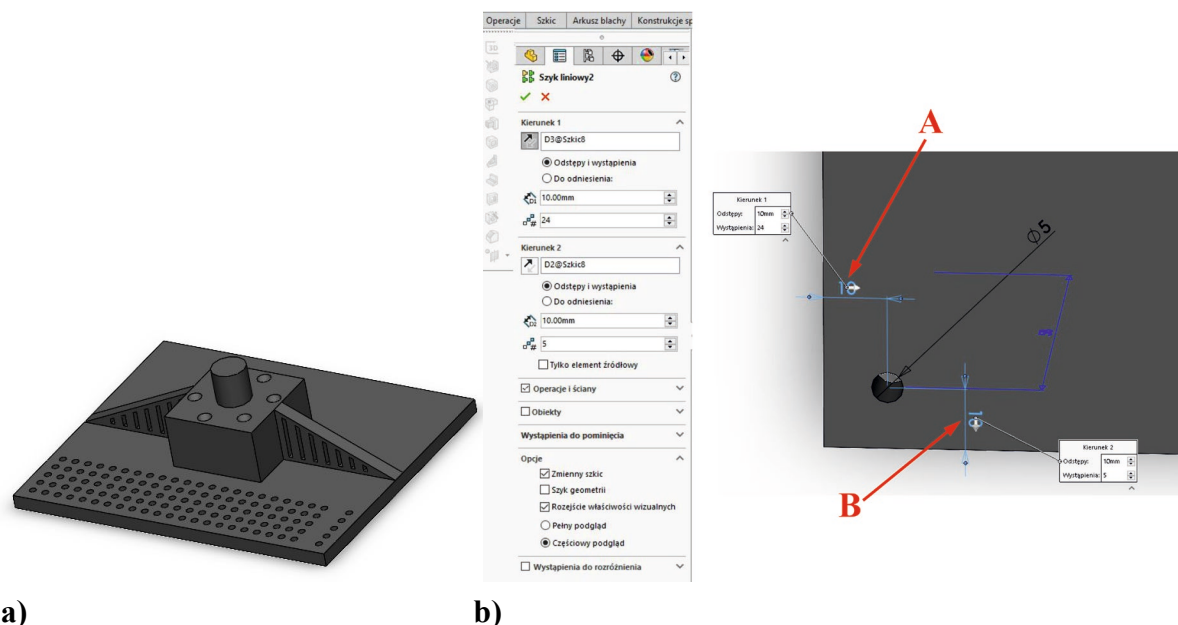 Operacje Szkic Arkusz blachy Konstrukcje sp
Szyk liniowy2
Kierunek 1
D3@Szkic8
Odstępy i wystąpienia
Do odniesienia:
10.00mm
24
Kierunek 2
D2@Szkic8
Odstępy i wystąpienia
Do odniesienia:
10.00mm
5
Tylko element źródłowy
Operacje i ściany
Obiekty
Wystąpienia do pominięcia
Opcje
Zmienny szkic
Szyk geometrii
Rozejście właściwości wizualnych
Pełny podgląd
Częściowy podgląd
Wystąpienia do rozróżnienia
A
Kierunek 1
Odstępy: 10mm
Wystąpienia: 24
Ø5
10
10
B
Kierunek 2
Odstępy: 10mm
Wystąpienia: 5
a) b)